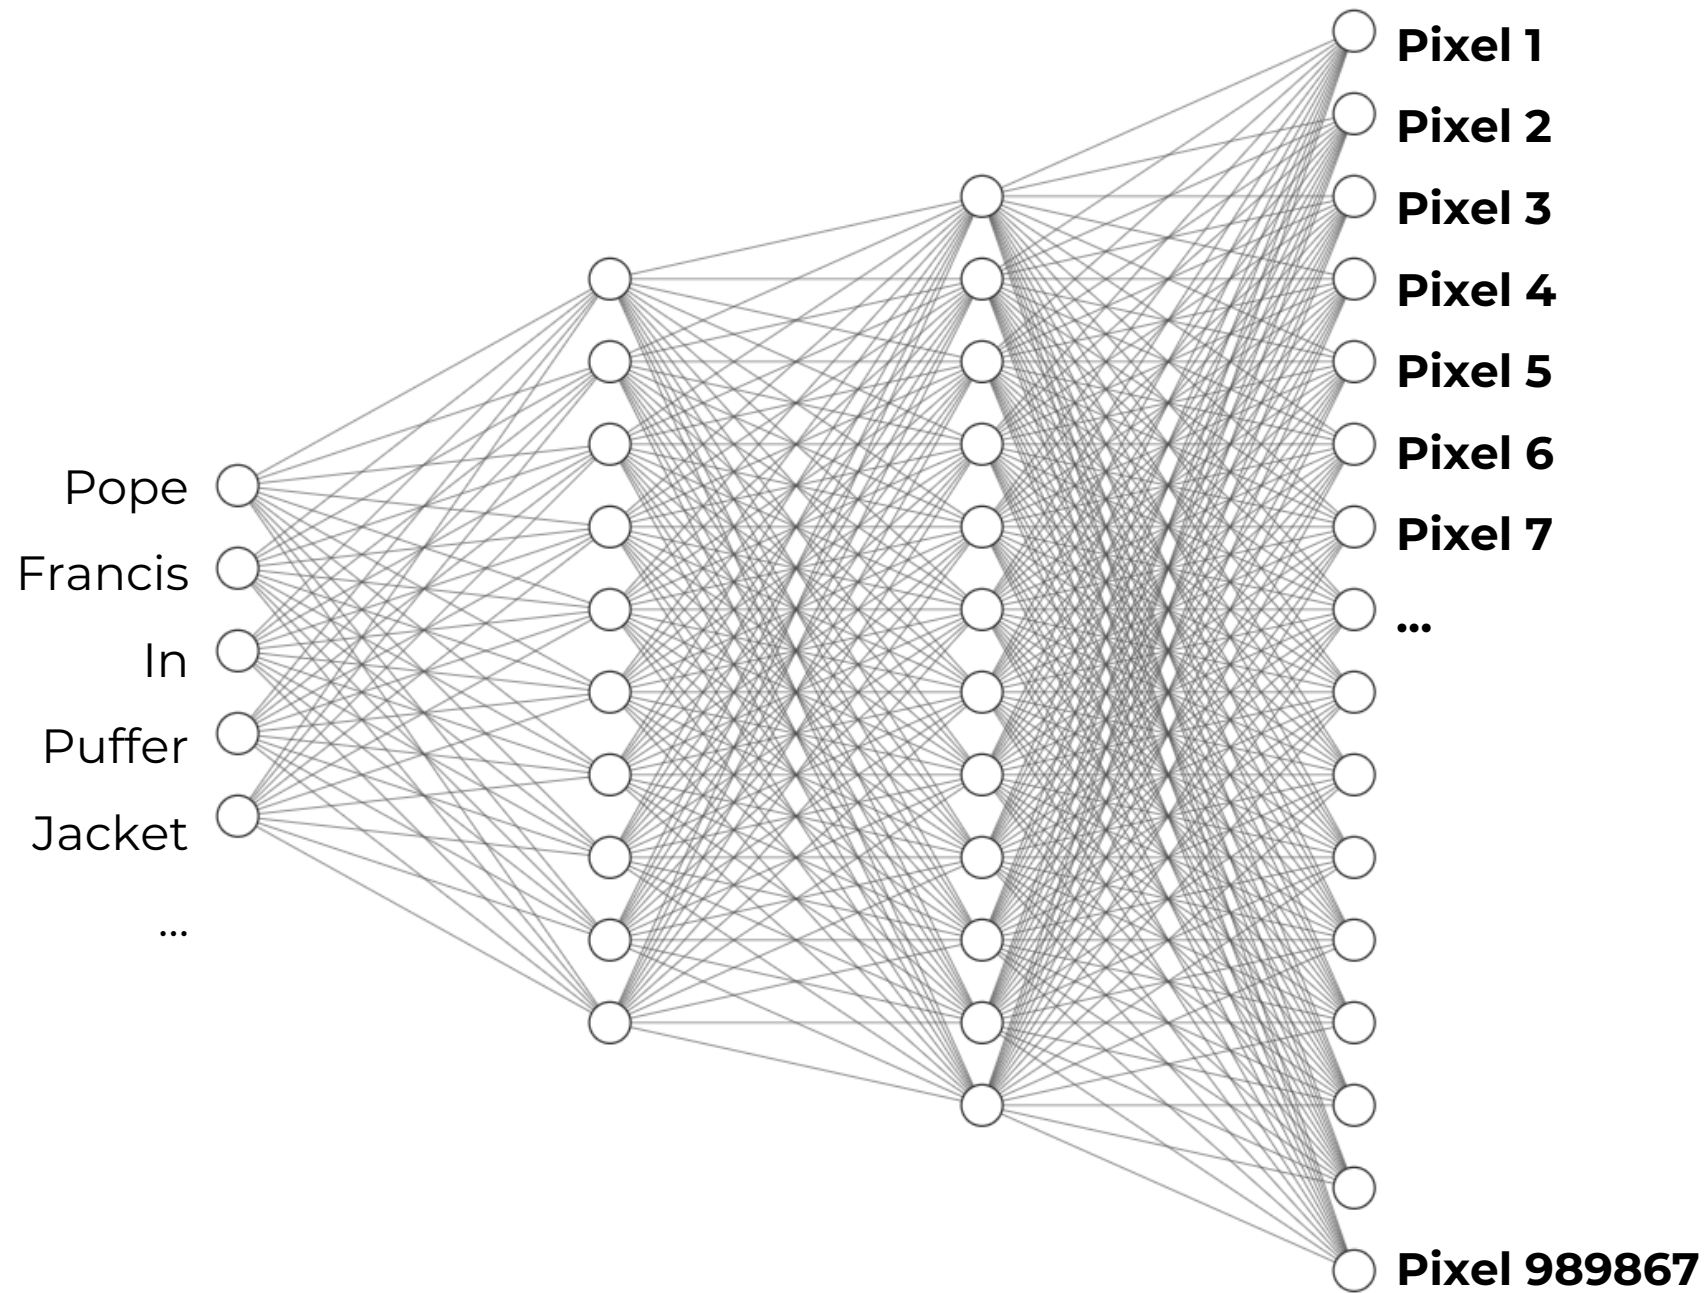 Pope
Francis
In
Puffer
Jacket
...
Pixel 1
Pixel 2
Pixel 3
Pixel 4
Pixel 5
Pixel 6
Pixel 7
...
Pixel 989867